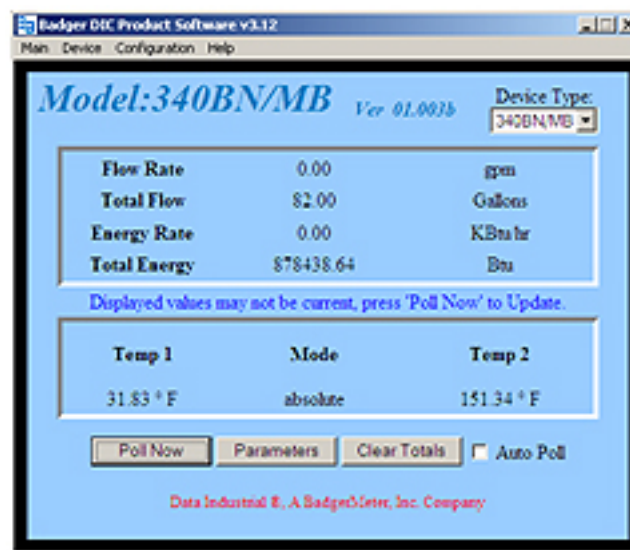 Badger DIC Product Software v3.12
Main Device Configuration Help
Model:340BN/MB Ver 01.003b Device Type:
340BN/MB
Flow Rate 0.00 gpm
Total Flow 82.00 Gallons
Energy Rate 0.00 KBtu/hr
Total Energy 878438.64 Btu
Displayed values may not be current, press 'Poll Now' to Update.
Temp 1 Mode Temp 2
31.83 ° F absolute 151.34 ° F
Poll Now Parameters Clear Totals Auto Poll
Data Industrial ®, A BadgerMeter, Inc. Company